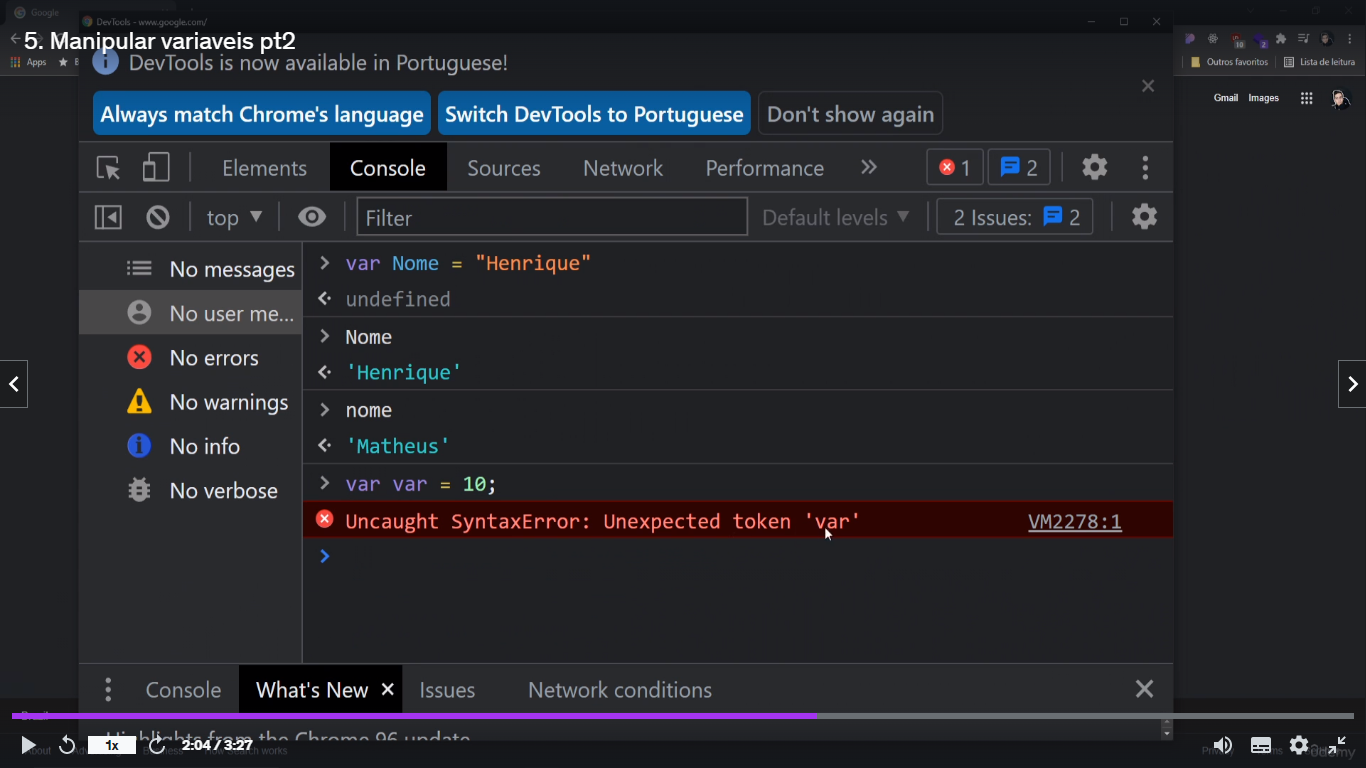 Google
DevTools - www.google.com/
5. Manipular variaveis pt2
DevTools is now available in Portuguese!
Apps
Outros favoritos
Lista de leitura
Always match Chrome's language
Switch DevTools to Portuguese
Don't show again
Gmail
Images
Elements
Console
Sources
Network
Performance
1
2
top
Filter
Default levels
2 Issues:
2
No messages
No user me...
No errors
No warnings
No info
No verbose
var Nome = "Henrique"
undefined
Nome
'Henrique'
nome
'Matheus'
var var = 10;
Uncaught SyntaxError: Unexpected token 'var'
VM2278:1
Console
What's New
Issues
Network conditions
Highlights from the Chrome 96 update
1x
2:04 / 3:27
udemy